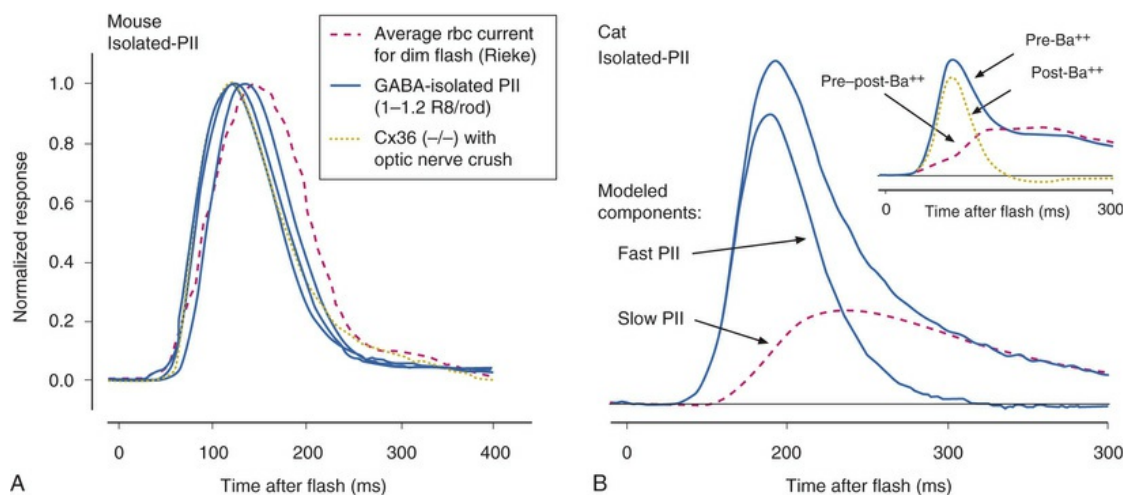 Mouse
Isolated-PII
Average rbc current
for dim flash (Rieke)
GABA-isolated PII
(1–1.2 R8/rod)
Cx36 (–/–) with
optic nerve crush
Normalized response
1.0
0.8
0.6
0.4
0.2
0.0
0
100
200
300
400
Time after flash (ms)
A
Cat
Isolated-PII
Pre-Ba++
Post-Ba++
Pre–post-Ba++
0
300
Time after flash (ms)
Modeled
components:
Fast PII
Slow PII
0
200
300
300
Time after flash (ms)
B